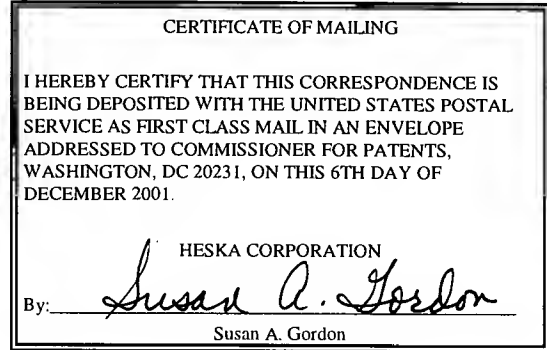 CERTIFICATE OF MAILING
I HEREBY CERTIFY THAT THIS CORRESPONDENCE IS
BEING DEPOSITED WITH THE UNITED STATES POSTAL
SERVICE AS FIRST CLASS MAIL IN AN ENVELOPE
ADDRESSED TO COMMISSIONER FOR PATENTS,
WASHINGTON, DC 20231, ON THIS 6TH DAY OF
DECEMBER 2001.
HESKA CORPORATION
By: Susan A. Gordon
Susan A. Gordon